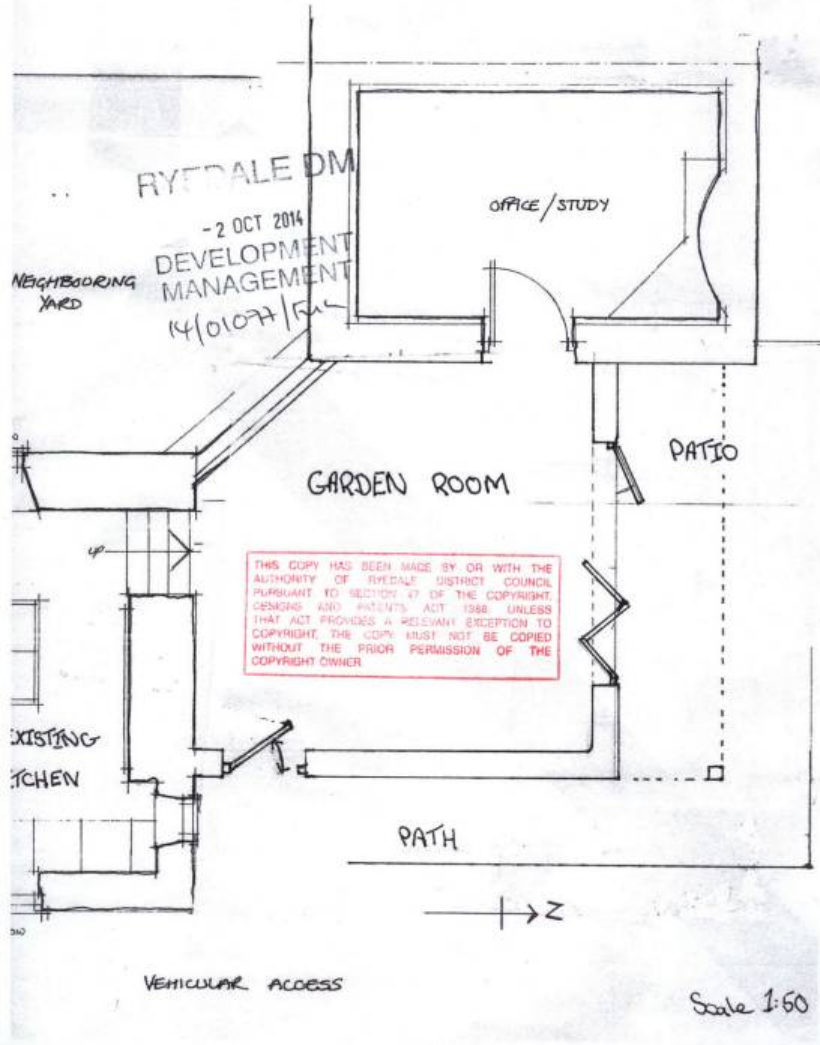 RYEDALE DM
- 2 OCT 2014
DEVELOPMENT
MANAGEMENT
14/01077/
OFFICE/STUDY
NEIGHBOURING
YARD
PATIO
GARDEN ROOM
UP
THIS COPY HAS BEEN MADE BY OR WITH THE
AUTHORITY OF RYEDALE DISTRICT COUNCIL
PURSUANT TO SECTION 47 OF THE COPYRIGHT,
DESIGNS AND PATENTS ACT 1988. UNLESS
THAT ACT PROVIDES A RELEVANT EXCEPTION TO
COPYRIGHT, THE COPY MUST NOT BE COPIED
WITHOUT THE PRIOR PERMISSION OF THE
COPYRIGHT OWNER
EXISTING
ITCHEN
PATH
Z
VEHICULAR ACCESS
Scale 1:50